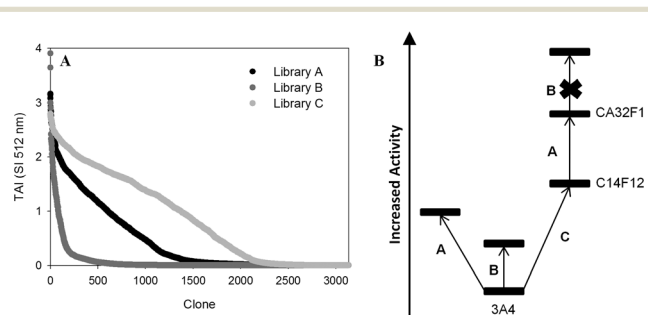 A
Library A
Library B
Library C
TAI (SI 512 nm)
4
3
2
1
0
0 500 1000 1500 2000 2500 3000
Clone
B
Increased Activity
B
CA32F1
A
C14F12
C
A
B
3A4